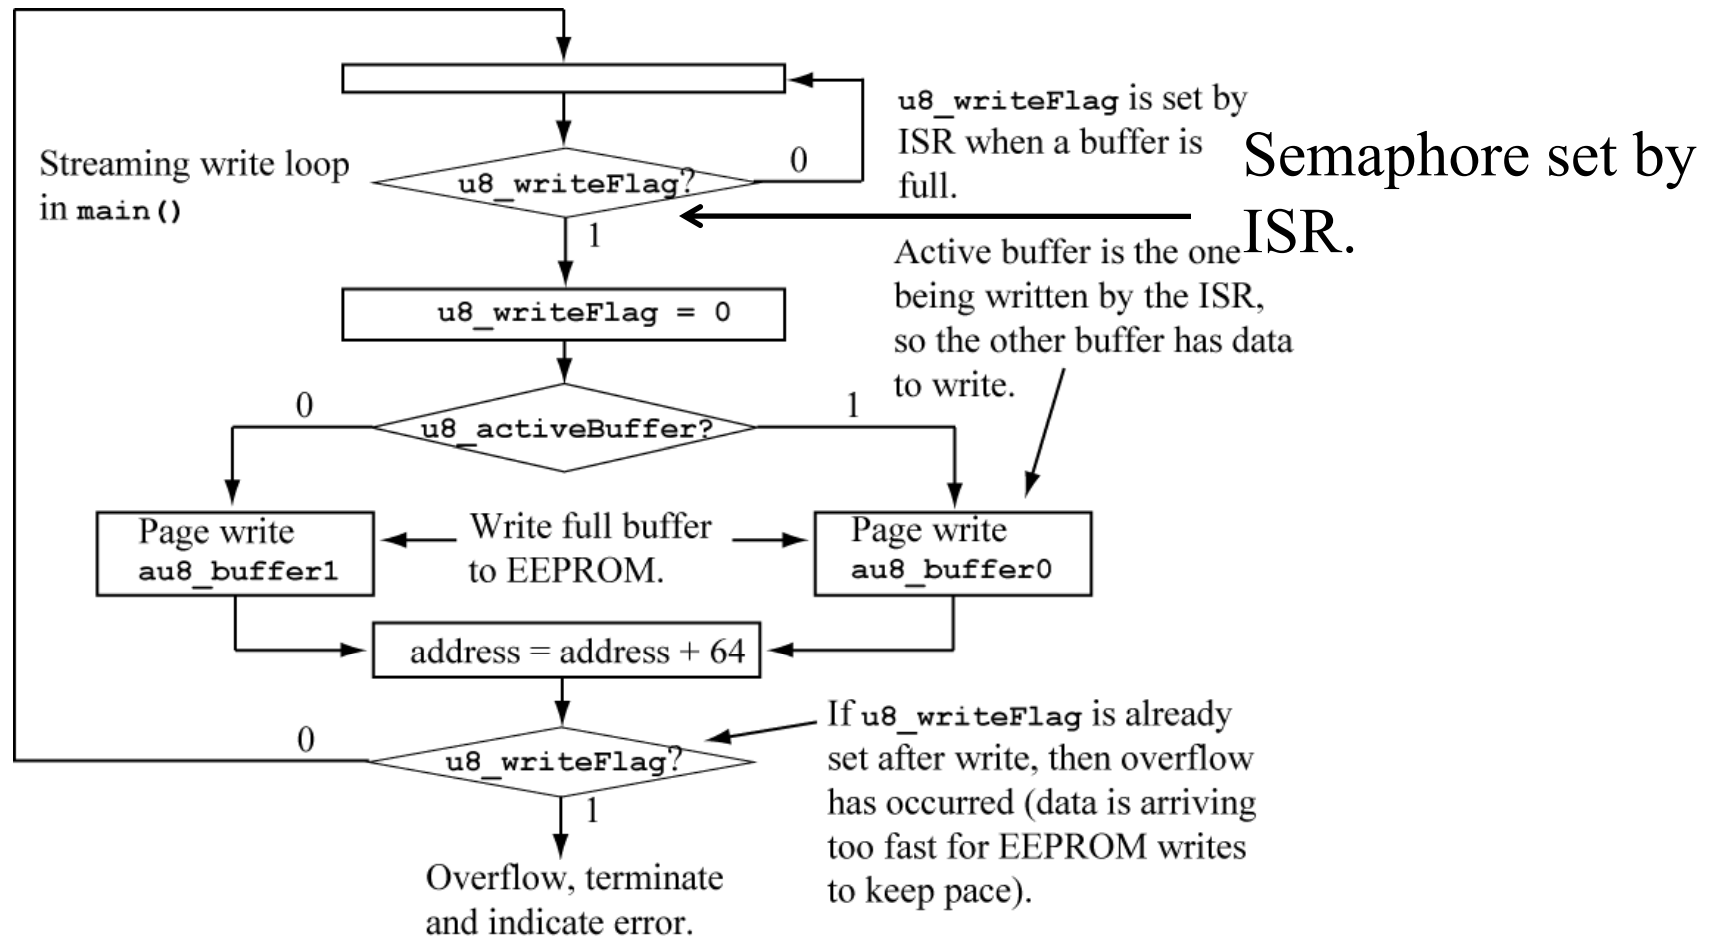 u8_writeFlag is set by
ISR when a buffer is
full.
Semaphore set by
ISR.
Streaming write loop
in main()
u8_writeFlag?
0
1
Active buffer is the one
being written by the ISR,
so the other buffer has data
to write.
u8_writeFlag = 0
u8_activeBuffer?
0
1
Page write
au8_buffer1
Write full buffer
to EEPROM.
Page write
au8_buffer0
address = address + 64
u8_writeFlag?
0
1
If u8_writeFlag is already
set after write, then overflow
has occurred (data is arriving
too fast for EEPROM writes
to keep pace).
Overflow, terminate
and indicate error.